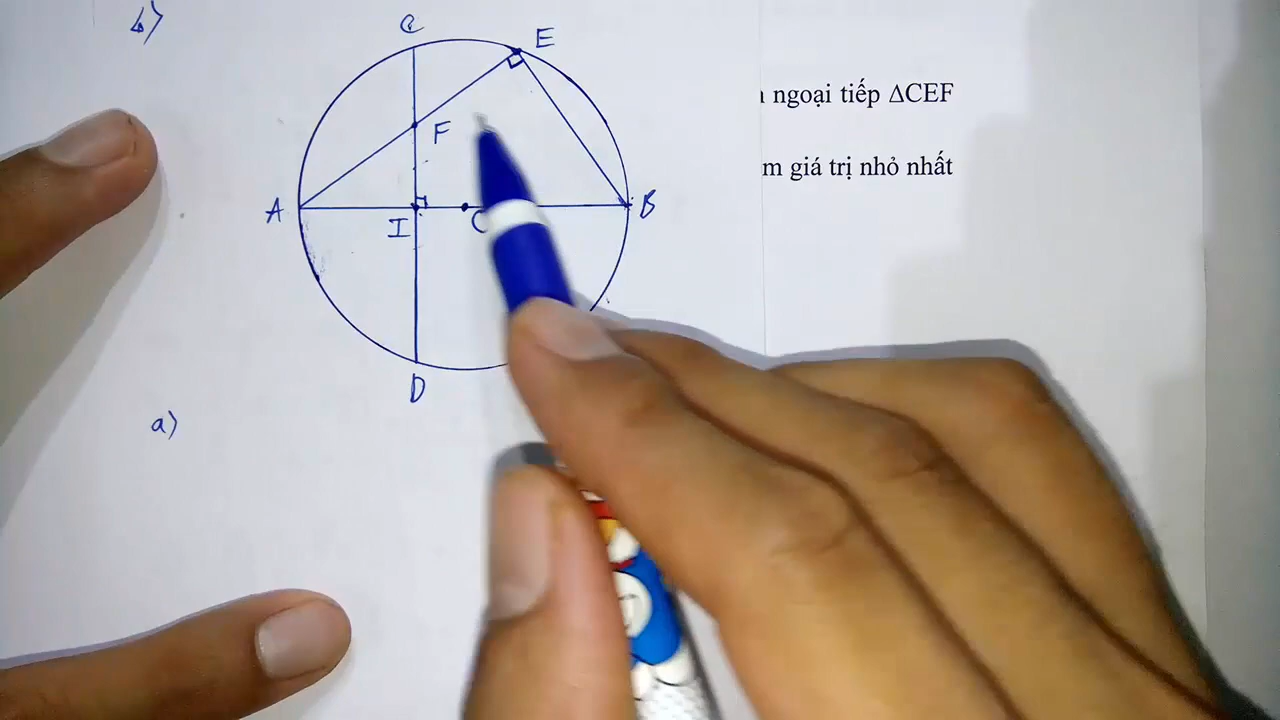 b)
C
E
ngoại tiếp ΔCEF
F
giá trị nhỏ nhất
A
B
I
D
a)